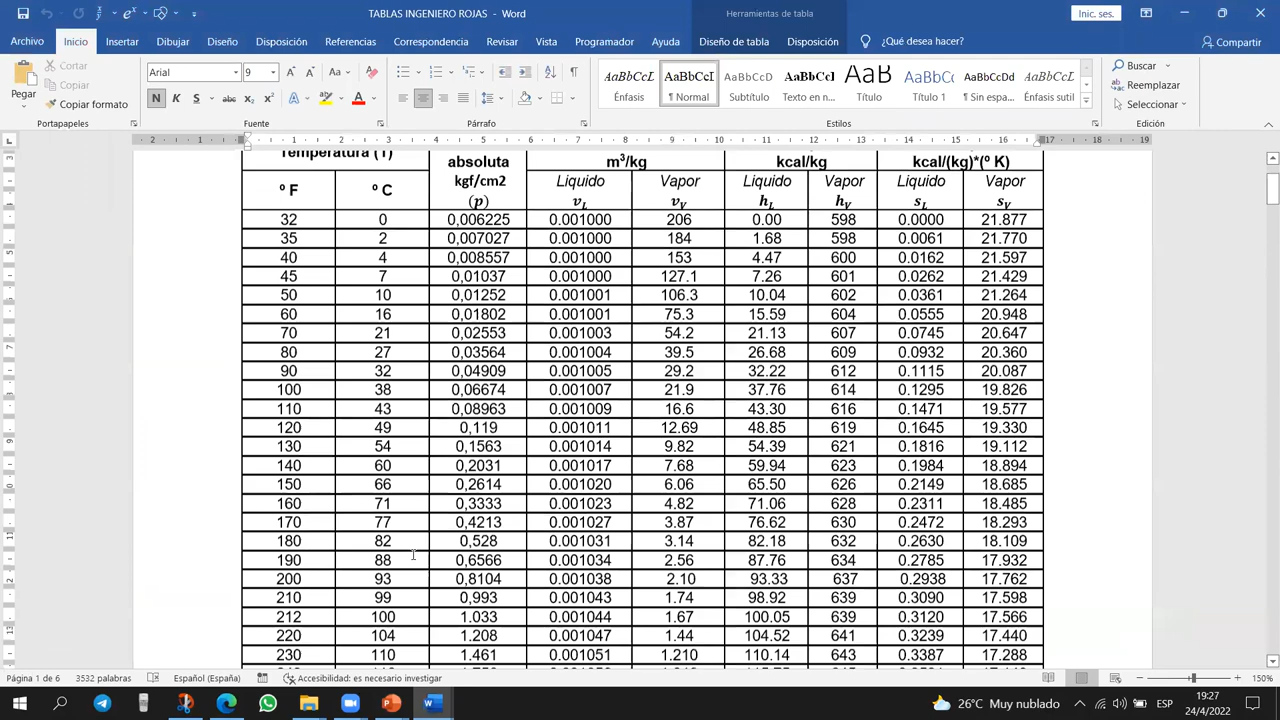 TABLAS INGENIERO ROJAS - Word
Herramientas de tabla
Inic. ses.
Archivo Inicio Insertar Dibujar Diseño Disposición Referencias Correspondencia Revisar Vista Programador Ayuda Diseño de tabla Disposición ¿Qué desea hacer? Compartir
Pegar
Cortar
Copiar
Copiar formato
Portapapeles
Arial 9
Fuente
Párrafo
AaBbCcL Énfasis
AaBbCcI ¶ Normal
AaBbCcD Subtítulo
AaBbCcI Texto en n...
AaB Título
AaBbC Título 1
AaBbCcDd ¶ Sin espa...
AaBbCcL Énfasis sutil
Estilos
Buscar
Reemplazar
Seleccionar
Edición
Temperatura (T) absoluta m³/kg kcal/kg kcal/(kg)*(º K)
º F º C kgf/cm2 (p) Liquido vL Vapor vV Liquido hL Vapor hV Liquido sL Vapor sV
32 0 0,006225 0.001000 206 0.00 598 0.0000 21.877
35 2 0,007027 0.001000 184 1.68 598 0.0061 21.770
40 4 0,008557 0.001000 153 4.47 600 0.0162 21.597
45 7 0,01037 0.001000 127.1 7.26 601 0.0262 21.429
50 10 0,01252 0.001001 106.3 10.04 602 0.0361 21.264
60 16 0,01802 0.001001 75.3 15.59 604 0.0555 20.948
70 21 0,02553 0.001003 54.2 21.13 607 0.0745 20.647
80 27 0,03564 0.001004 39.5 26.68 609 0.0932 20.360
90 32 0,04909 0.001005 29.2 32.22 612 0.1115 20.087
100 38 0,06674 0.001007 21.9 37.76 614 0.1295 19.826
110 43 0,08963 0.001009 16.6 43.30 616 0.1471 19.577
120 49 0,119 0.001011 12.69 48.85 619 0.1645 19.330
130 54 0,1563 0.001014 9.82 54.39 621 0.1816 19.112
140 60 0,2031 0.001017 7.68 59.94 623 0.1984 18.894
150 66 0,2614 0.001020 6.06 65.50 626 0.2149 18.685
160 71 0,3333 0.001023 4.82 71.06 628 0.2311 18.485
170 77 0,4213 0.001027 3.87 76.62 630 0.2472 18.293
180 82 0,528 0.001031 3.14 82.18 632 0.2630 18.109
190 88 0,6566 0.001034 2.56 87.76 634 0.2785 17.932
200 93 0,8104 0.001038 2.10 93.33 637 0.2938 17.762
210 99 0,993 0.001043 1.74 98.92 639 0.3090 17.598
212 100 1.033 0.001044 1.67 100.05 639 0.3120 17.566
220 104 1.208 0.001047 1.44 104.52 641 0.3239 17.440
230 110 1.461 0.001051 1.210 110.14 643 0.3387 17.288
Página 1 de 6 3532 palabras Español (España) Accesibilidad: es necesario investigar 150%
26°C Muy nublado ESP 19:27
24/4/2022